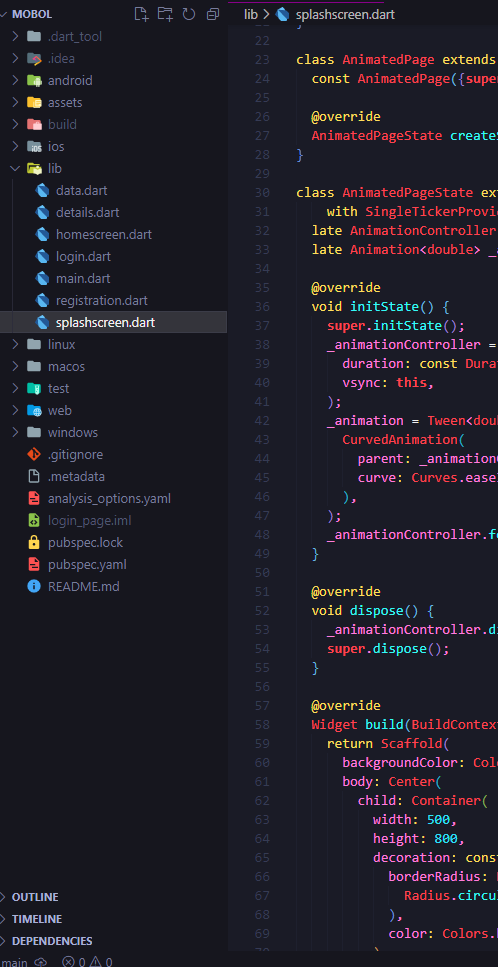 MOBOL
.dart_tool
.idea
android
assets
build
ios
lib
data.dart
details.dart
homescreen.dart
login.dart
main.dart
registration.dart
splashscreen.dart
linux
macos
test
web
windows
.gitignore
.metadata
analysis_options.yaml
login_page.iml
pubspec.lock
pubspec.yaml
README.md
OUTLINE
TIMELINE
DEPENDENCIES
main 0 0
lib > splashscreen.dart
22
23 class AnimatedPage extends
24 const AnimatedPage({super
25
26 @override
27 AnimatedPageState create
28 }
29
30 class AnimatedPageState ex
31 with SingleTickerProvi
32 late AnimationController
33 late Animation<double> _
34
35 @override
36 void initState() {
37 super.initState();
38 _animationController =
39 duration: const Dura
40 vsync: this,
41 );
42 _animation = Tween<dou
43 CurvedAnimation(
44 parent: _animation
45 curve: Curves.ease
46 ),
47 );
48 _animationController.f
49 }
50
51 @override
52 void dispose() {
53 _animationController.di
54 super.dispose();
55 }
56
57 @override
58 Widget build(BuildContex
59 return Scaffold(
60 backgroundColor: Col
61 body: Center(
62 child: Container(
63 width: 500,
64 height: 800,
65 decoration: cons
66 borderRadius:
67 Radius.circu
68 ),
69 color: Colors.